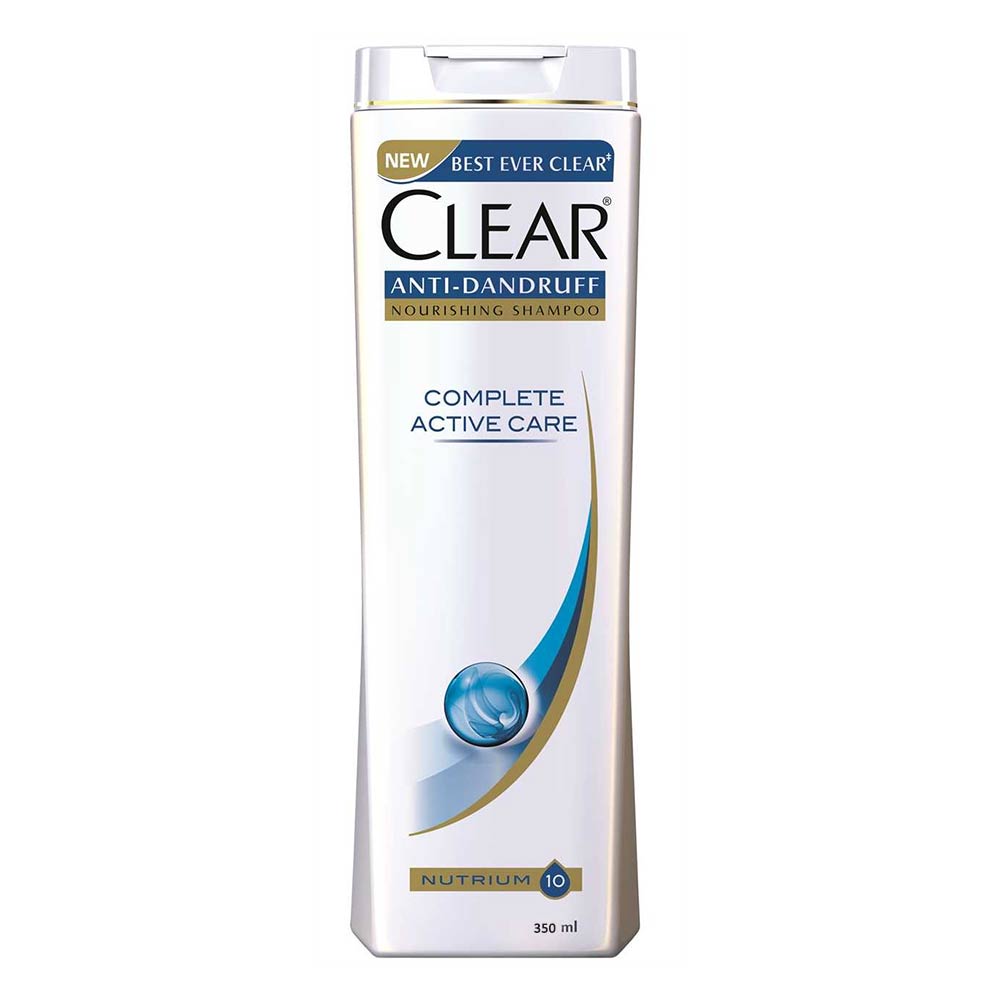 NEW BEST EVER CLEAR‡
CLEAR®
ANTI-DANDRUFF
NOURISHING SHAMPOO
COMPLETE
ACTIVE CARE
NUTRIUM 10
350 ml